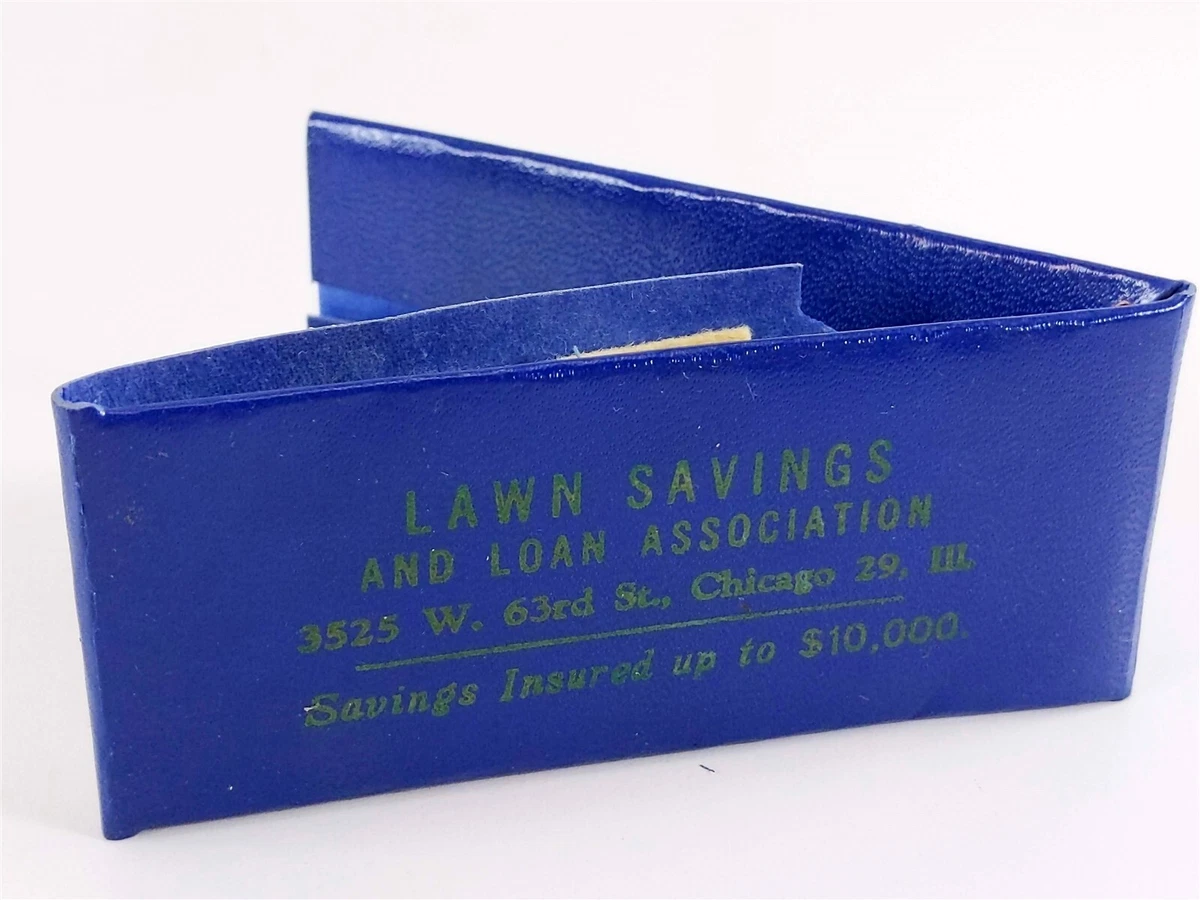 LAWN SAVINGS
AND LOAN ASSOCIATION
3525 W. 63rd St., Chicago 29, Ill.
Savings Insured up to $10,000.